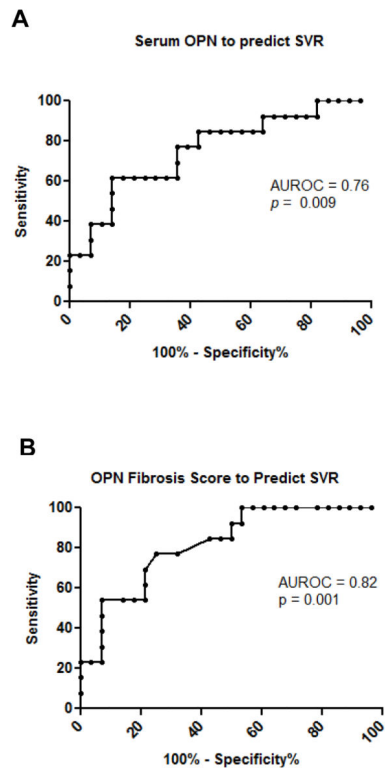 A
Serum OPN to predict SVR
100
80
60
40
20
0
Sensitivity
AUROC = 0.76
p = 0.009
0 20 40 60 80 100
100% - Specificity%
B
OPN Fibrosis Score to Predict SVR
100
80
60
40
20
0
Sensitivity
AUROC = 0.82
p = 0.001
0 20 40 60 80 100
100% - Specificity%